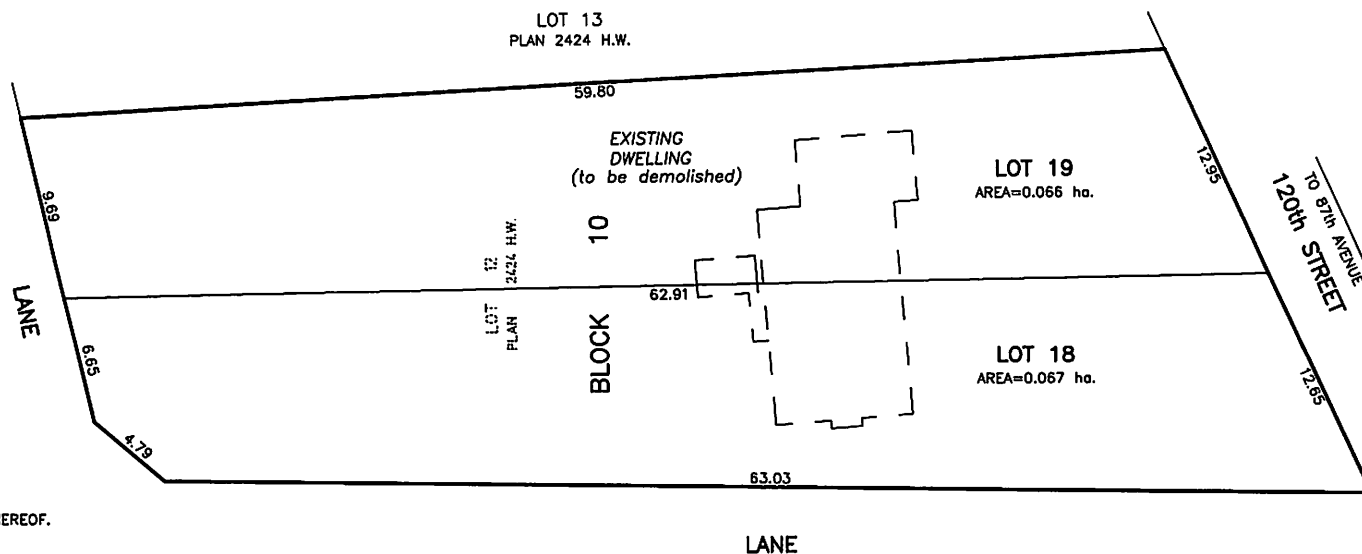 LOT 13
PLAN 2424 H.W.
59.80
EXISTING
DWELLING
(to be demolished)
LOT 19
AREA=0.066 ha.
12.95
TO 87th AVENUE
120th STREET
9.69
LOT 12
PLAN 2424 H.W.
BLOCK 10
62.91
LANE
6.65
LOT 18
AREA=0.067 ha.
12.65
4.79
63.03
EREOF.
LANE